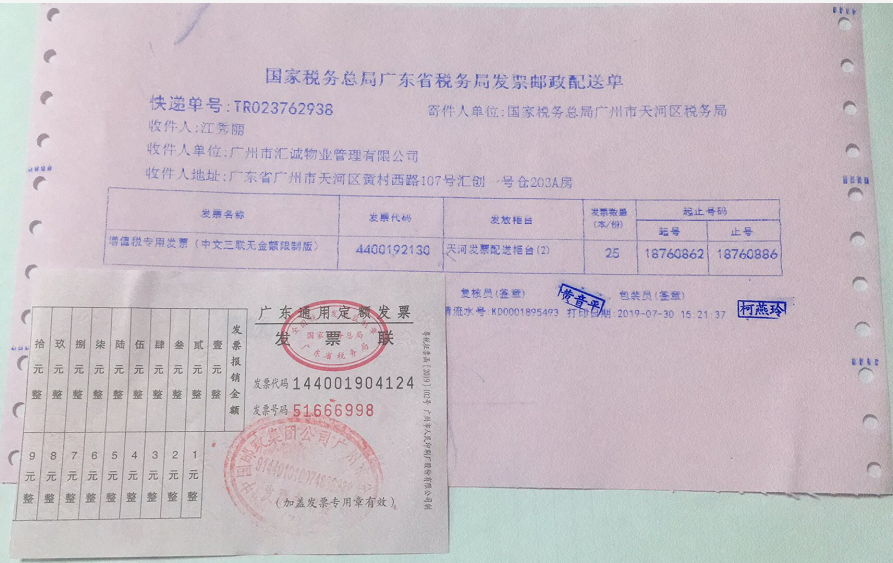 国家税务总局广东省税务局发票邮政配送单
快递单号:TR023762938
寄件人单位:国家税务总局广州市天河区税务局
收件人:江秀丽
收件人单位:广州市汇诚物业管理有限公司
收件人地址:广东省广州市天河区黄村西路107号汇创一号仓203A房
发票名称 发票代码 发放柜台 发票数量(本/份) 起止号码
起号 止号
增值税专用发票(中文三联无金额限制版) 4400192130 天河发票配送柜台(2) 25 18760862 18760886
复核员(签章) 黄音平 包装员(签章) 柯燕玲
流水号:KD0001895493 打印日期:2019-07-30 15:21:37
广东通用定额发票
发票联
国家税务总局
广东省税务局
发票代码 144001904124
发票号码 51666998
(加盖发票专用章有效)
发票报销金额
壹元整
贰元整
叁元整
肆元整
伍元整
陆元整
柒元整
捌元整
玖元整
拾元整
1元整
2元整
3元整
4元整
5元整
6元整
7元整
8元整
9元整